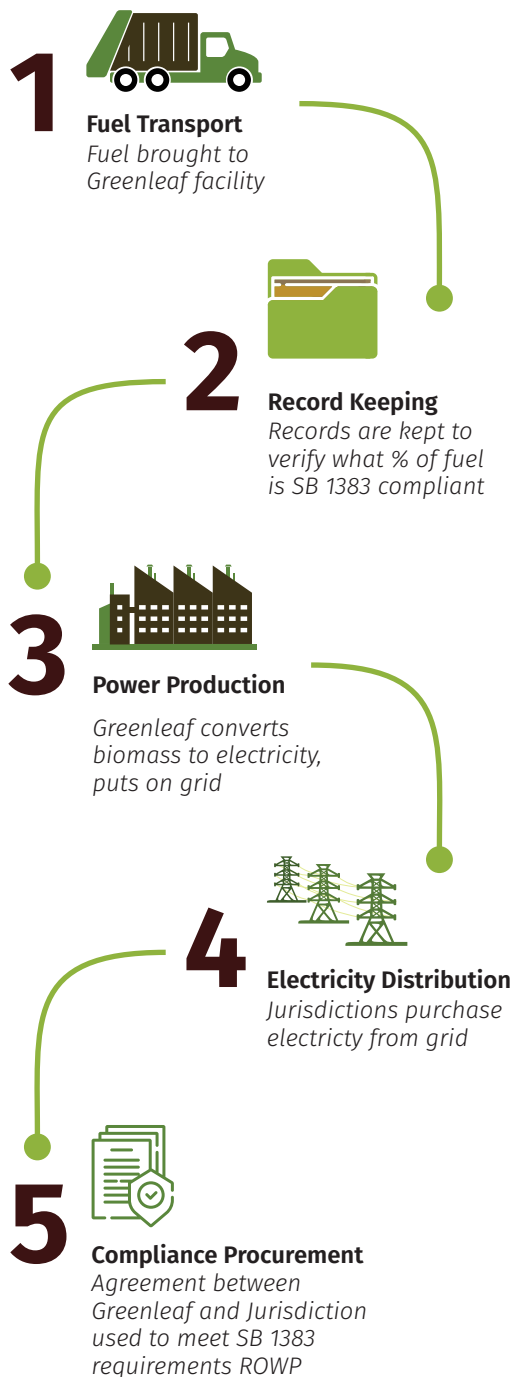 1
Fuel Transport
Fuel brought to
Greenleaf facility
2
Record Keeping
Records are kept to
verify what % of fuel
is SB 1383 compliant
3
Power Production
Greenleaf converts
biomass to electricity,
puts on grid
4
Electricity Distribution
Jurisdictions purchase
electricty from grid
5
Compliance Procurement
Agreement between
Greenleaf and Jurisdiction
used to meet SB 1383
requirements ROWP